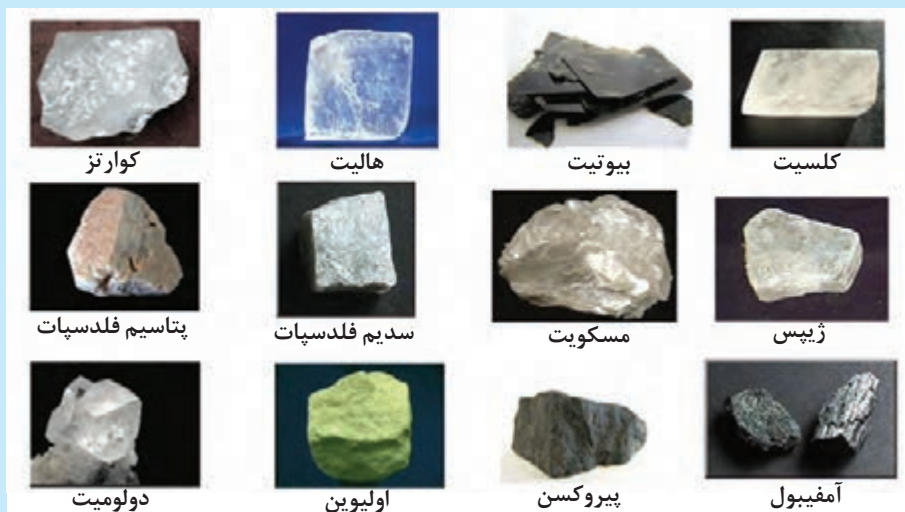 کلسیت بیوتیت هالیت کوارتز
ژیپس مسکویت سدیم فلدسپات پتاسیم فلدسپات
آمفیبول پیروکسن اولیوین دولومیت